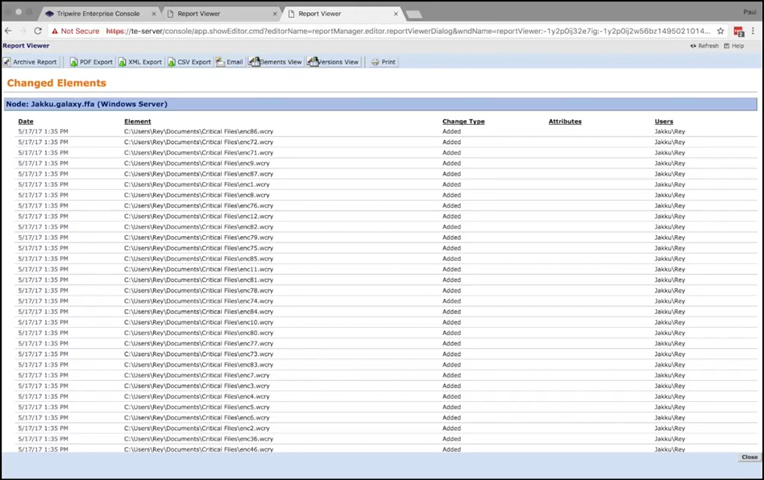 Tripwire Enterprise Console
Report Viewer
Report Viewer
Paul
Not Secure https://te-server/console/app.showEditor.cmd?editorName=reportManager.editor.reportViewerDialog&wndName=reportViewer:-1y2p0ij32e7ig:-1y2p0ij2w56bz1495021014...
Report Viewer
Refresh Help
Archive Report PDF Export XML Export CSV Export Email Elements View Versions View Print
Changed Elements
Node: Jakku.galaxy.ffa (Windows Server)
Date Element Change Type Attributes Users
5/17/17 1:35 PM C:\Users\Rey\Documents\Critical Files\enc86.wcry Added Jakku\Rey
5/17/17 1:35 PM C:\Users\Rey\Documents\Critical Files\enc72.wcry Added Jakku\Rey
5/17/17 1:35 PM C:\Users\Rey\Documents\Critical Files\enc71.wcry Added Jakku\Rey
5/17/17 1:35 PM C:\Users\Rey\Documents\Critical Files\enc9.wcry Added Jakku\Rey
5/17/17 1:35 PM C:\Users\Rey\Documents\Critical Files\enc87.wcry Added Jakku\Rey
5/17/17 1:35 PM C:\Users\Rey\Documents\Critical Files\enc1.wcry Added Jakku\Rey
5/17/17 1:35 PM C:\Users\Rey\Documents\Critical Files\enc8.wcry Added Jakku\Rey
5/17/17 1:35 PM C:\Users\Rey\Documents\Critical Files\enc76.wcry Added Jakku\Rey
5/17/17 1:35 PM C:\Users\Rey\Documents\Critical Files\enc12.wcry Added Jakku\Rey
5/17/17 1:35 PM C:\Users\Rey\Documents\Critical Files\enc82.wcry Added Jakku\Rey
5/17/17 1:35 PM C:\Users\Rey\Documents\Critical Files\enc79.wcry Added Jakku\Rey
5/17/17 1:35 PM C:\Users\Rey\Documents\Critical Files\enc75.wcry Added Jakku\Rey
5/17/17 1:35 PM C:\Users\Rey\Documents\Critical Files\enc85.wcry Added Jakku\Rey
5/17/17 1:35 PM C:\Users\Rey\Documents\Critical Files\enc11.wcry Added Jakku\Rey
5/17/17 1:35 PM C:\Users\Rey\Documents\Critical Files\enc81.wcry Added Jakku\Rey
5/17/17 1:35 PM C:\Users\Rey\Documents\Critical Files\enc78.wcry Added Jakku\Rey
5/17/17 1:35 PM C:\Users\Rey\Documents\Critical Files\enc74.wcry Added Jakku\Rey
5/17/17 1:35 PM C:\Users\Rey\Documents\Critical Files\enc84.wcry Added Jakku\Rey
5/17/17 1:35 PM C:\Users\Rey\Documents\Critical Files\enc10.wcry Added Jakku\Rey
5/17/17 1:35 PM C:\Users\Rey\Documents\Critical Files\enc80.wcry Added Jakku\Rey
5/17/17 1:35 PM C:\Users\Rey\Documents\Critical Files\enc77.wcry Added Jakku\Rey
5/17/17 1:35 PM C:\Users\Rey\Documents\Critical Files\enc73.wcry Added Jakku\Rey
5/17/17 1:35 PM C:\Users\Rey\Documents\Critical Files\enc83.wcry Added Jakku\Rey
5/17/17 1:35 PM C:\Users\Rey\Documents\Critical Files\enc7.wcry Added Jakku\Rey
5/17/17 1:35 PM C:\Users\Rey\Documents\Critical Files\enc3.wcry Added Jakku\Rey
5/17/17 1:35 PM C:\Users\Rey\Documents\Critical Files\enc4.wcry Added Jakku\Rey
5/17/17 1:35 PM C:\Users\Rey\Documents\Critical Files\enc5.wcry Added Jakku\Rey
5/17/17 1:35 PM C:\Users\Rey\Documents\Critical Files\enc6.wcry Added Jakku\Rey
5/17/17 1:35 PM C:\Users\Rey\Documents\Critical Files\enc2.wcry Added Jakku\Rey
5/17/17 1:35 PM C:\Users\Rey\Documents\Critical Files\enc36.wcry Added Jakku\Rey
5/17/17 1:35 PM C:\Users\Rey\Documents\Critical Files\enc46.wcry Added Jakku\Rey
Close